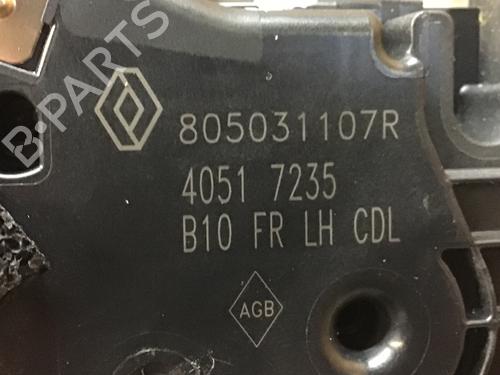 B-PARTS
805031107R
4051 7235
B10 FR LH CDL
AGB